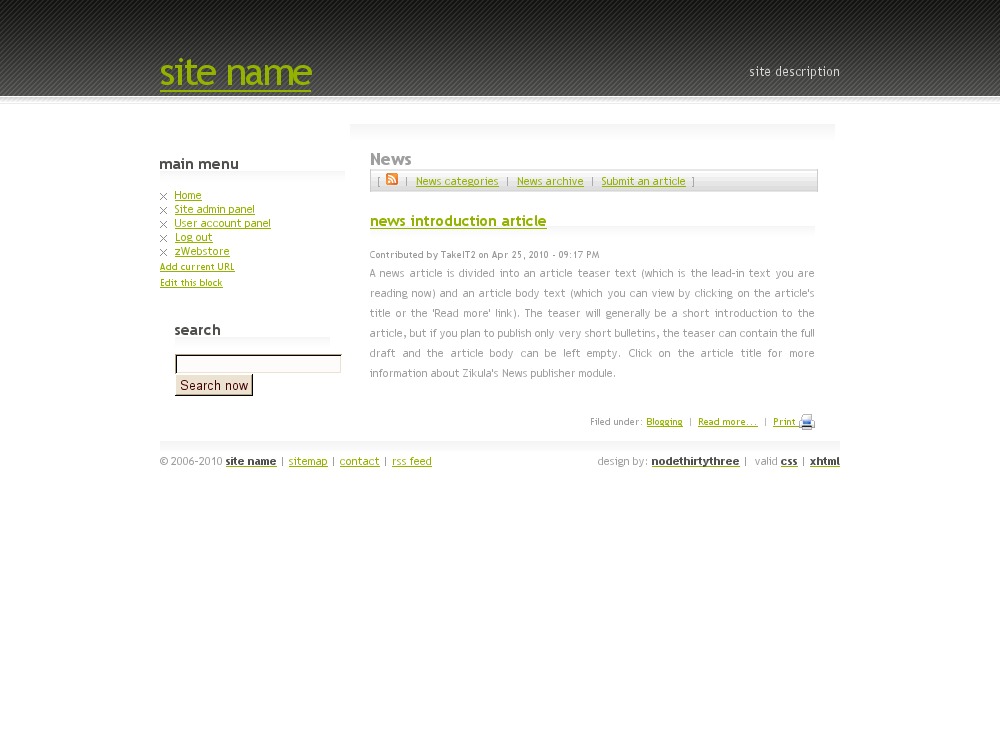 site name
site description
main menu
Home
Site admin panel
User account panel
Log out
zWebstore
Add current URL
Edit this block
search
Search now
News
[ | News categories | News archive | Submit an article ]
news introduction article
Contributed by TakeIT2 on Apr 25, 2010 - 09:17 PM
A news article is divided into an article teaser text (which is the lead-in text you are
reading now) and an article body text (which you can view by clicking on the article's
title or the 'Read more' link). The teaser will generally be a short introduction to the
article, but if you plan to publish only very short bulletins, the teaser can contain the full
draft and the article body can be left empty. Click on the article title for more
information about Zikula's News publisher module.
Filed under: Blogging | Read more... | Print
© 2006-2010 site name | sitemap | contact | rss feed
design by: nodethirtythree | valid css | xhtml